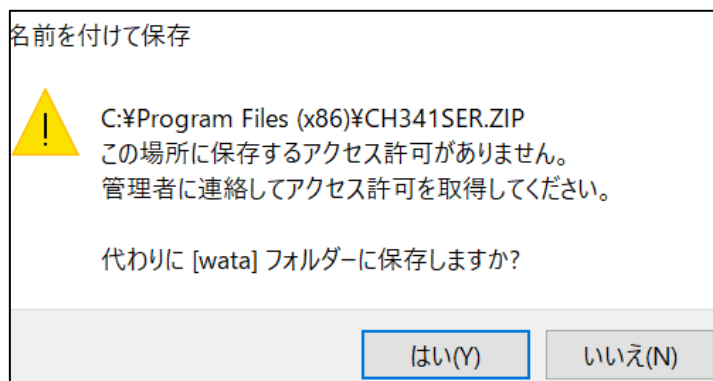 名前を付けて保存
!
C:¥Program Files (x86)¥CH341SER.ZIP
この場所に保存するアクセス許可がありません。
管理者に連絡してアクセス許可を取得してください。
代わりに [wata] フォルダーに保存しますか?
はい(Y)
いいえ(N)